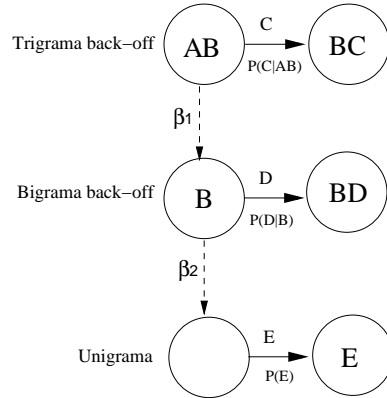 Trigrama back-off
AB
C
P(C|AB)
BC
β1
Bigrama back-off
B
D
P(D|B)
BD
β2
Unigrama
E
P(E)
E